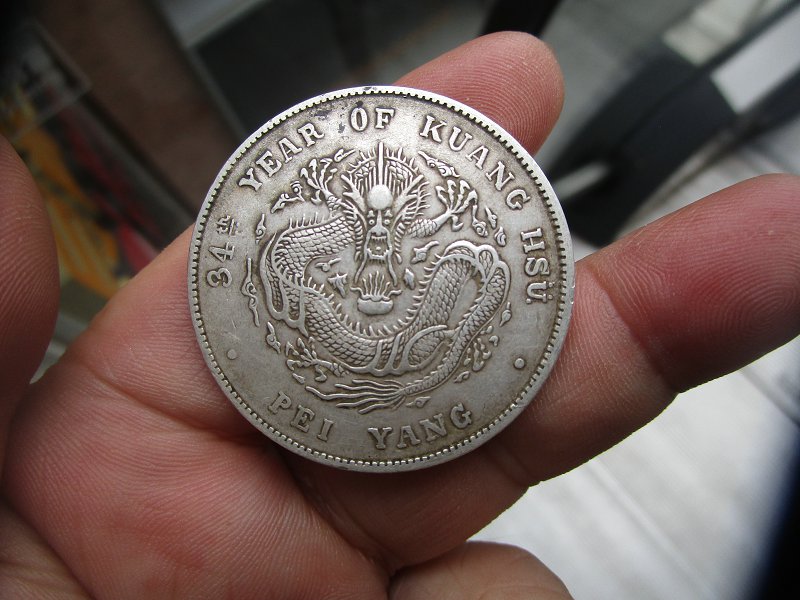 34th YEAR OF KUANG HSÜ.
PEI YANG